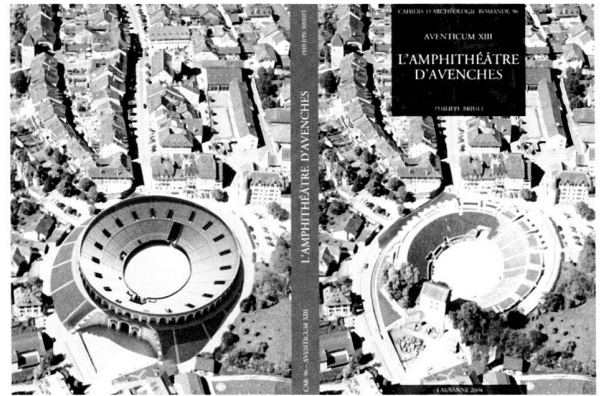 PHILIPPE BRIDEL
L'AMPHITHÉÂTRE D'AVENCHES
CAR 96 – AVENTICUM XIII
CAHIERS D'ARCHÉOLOGIE ROMANDE 96
AVENTICUM XIII
L'AMPHITHÉÂTRE
D'AVENCHES
PHILIPPE BRIDEL
LAUSANNE 2004